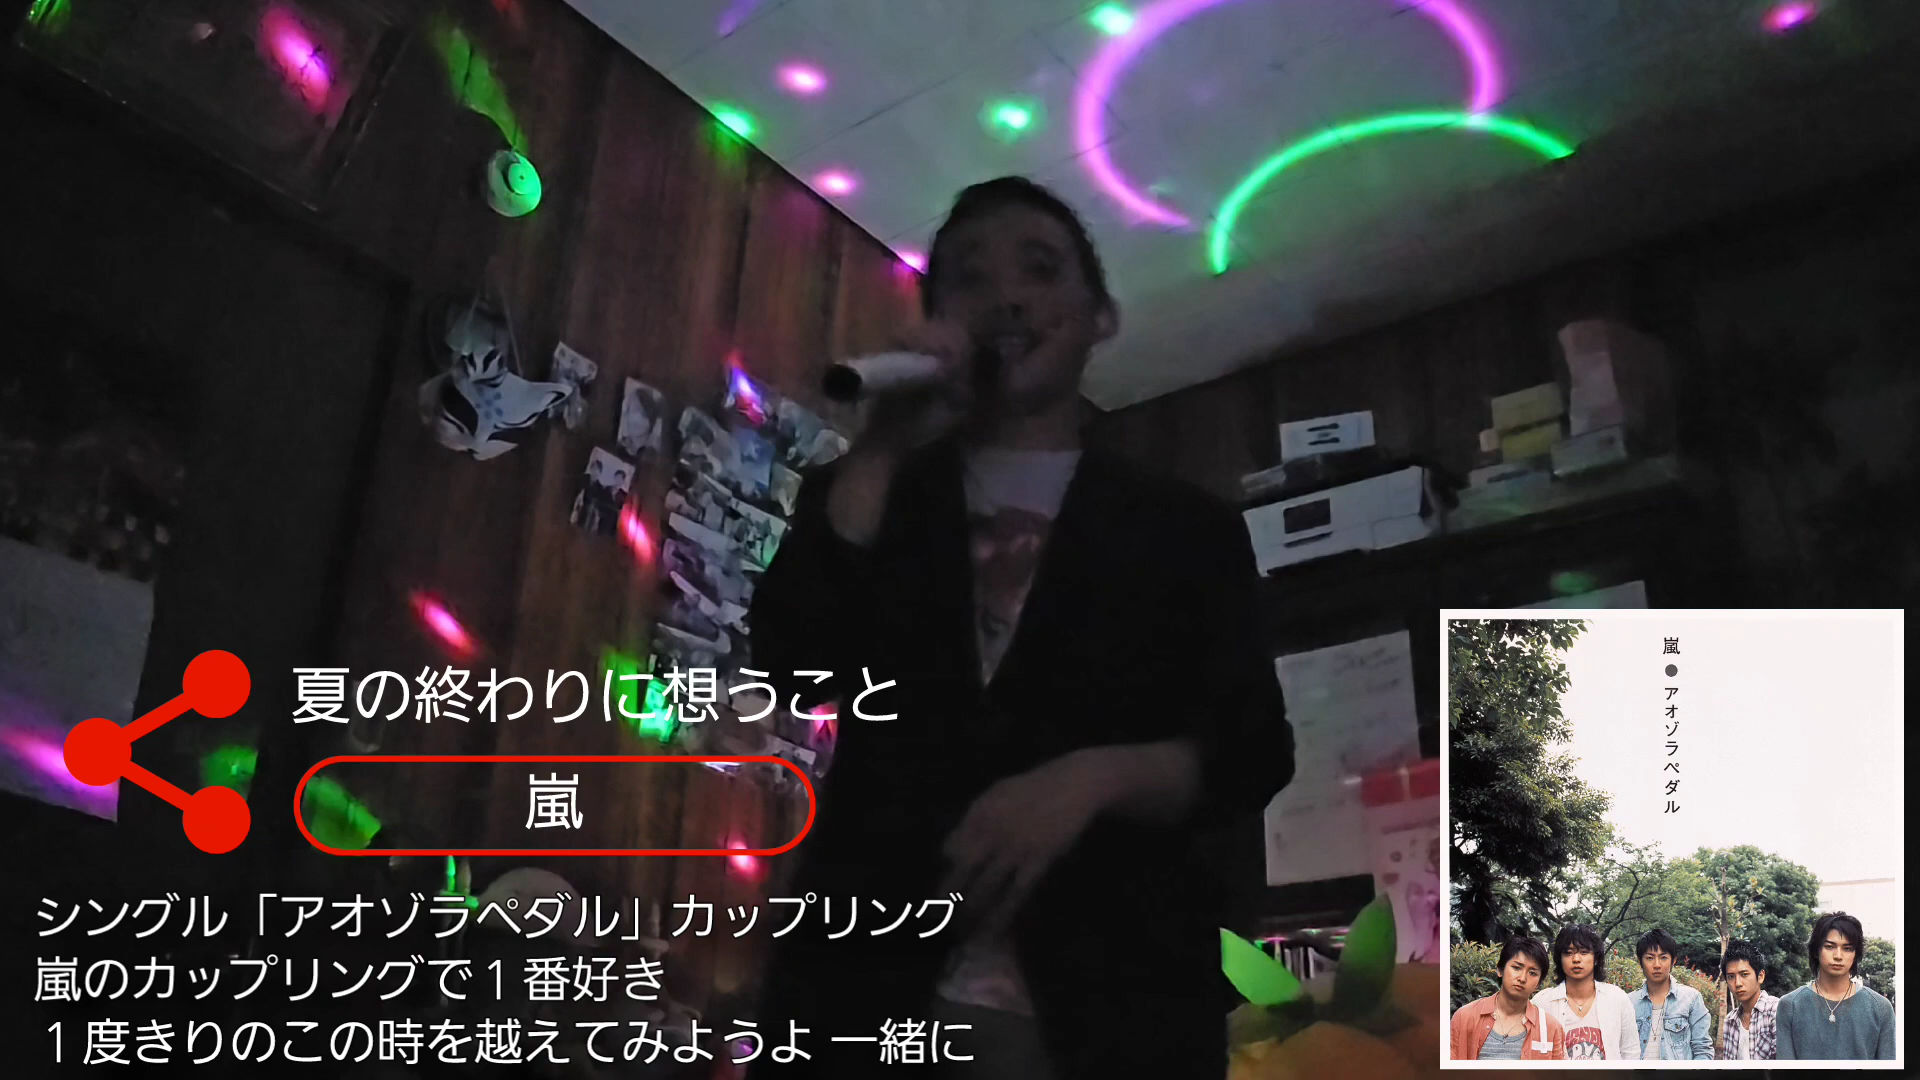 夏の終わりに想うこと
嵐
シングル「アオゾラペダル」カップリング
嵐のカップリングで１番好き
１度きりのこの時を越えてみようよ 一緒に
嵐●アオゾラペダル